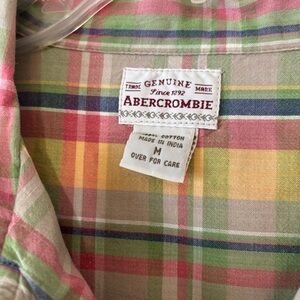 GENUINE
TRADE Since 1892 MARK
ABERCROMBIE
COTTON
MADE IN INDIA
M
OVER FOR CARE